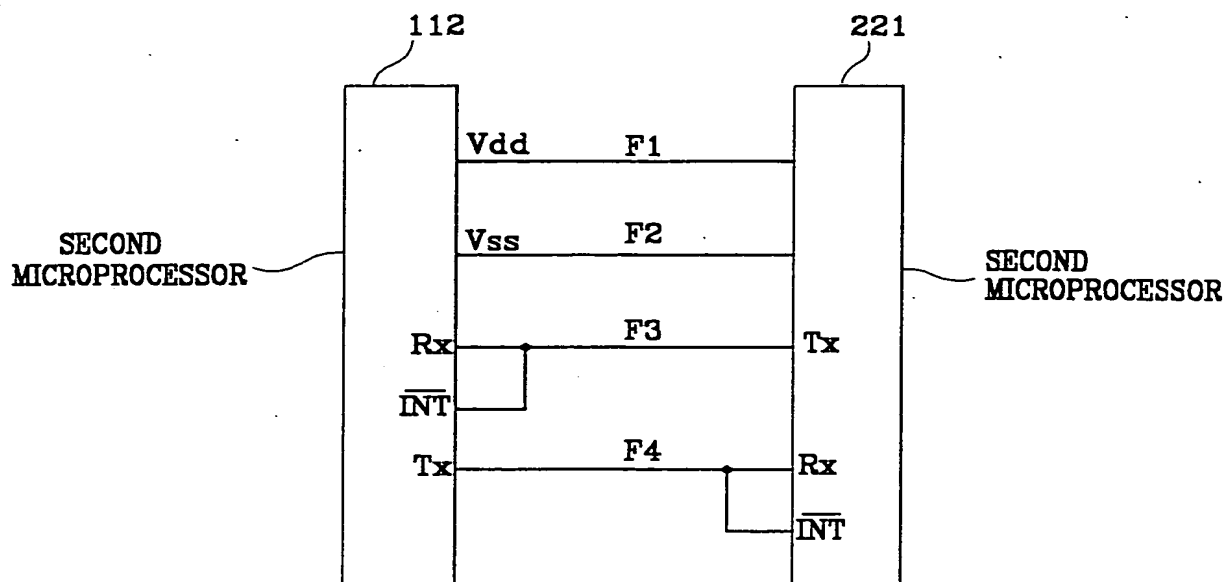 112
221
Vdd
F1
Vss
F2
SECOND
MICROPROCESSOR
SECOND
MICROPROCESSOR
Rx
F3
Tx
INT
Tx
F4
Rx
INT